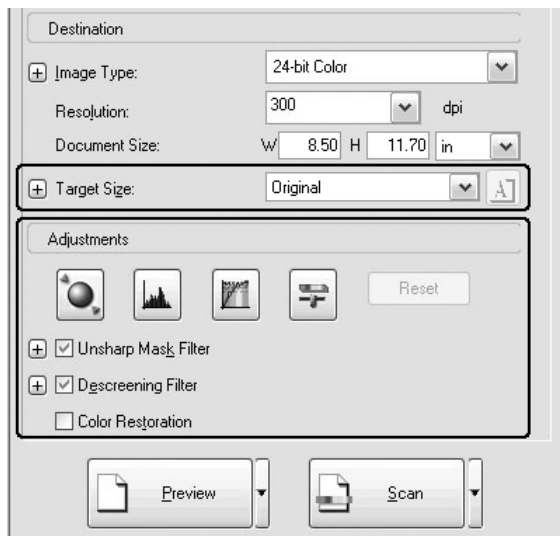 Destination
Image Type: 24-bit Color
Resolution: 300 dpi
Document Size: W 8.50 H 11.70 in
Target Size: Original A
Adjustments
Reset
Unsharp Mask Filter
Descreening Filter
Color Restoration
Preview Scan